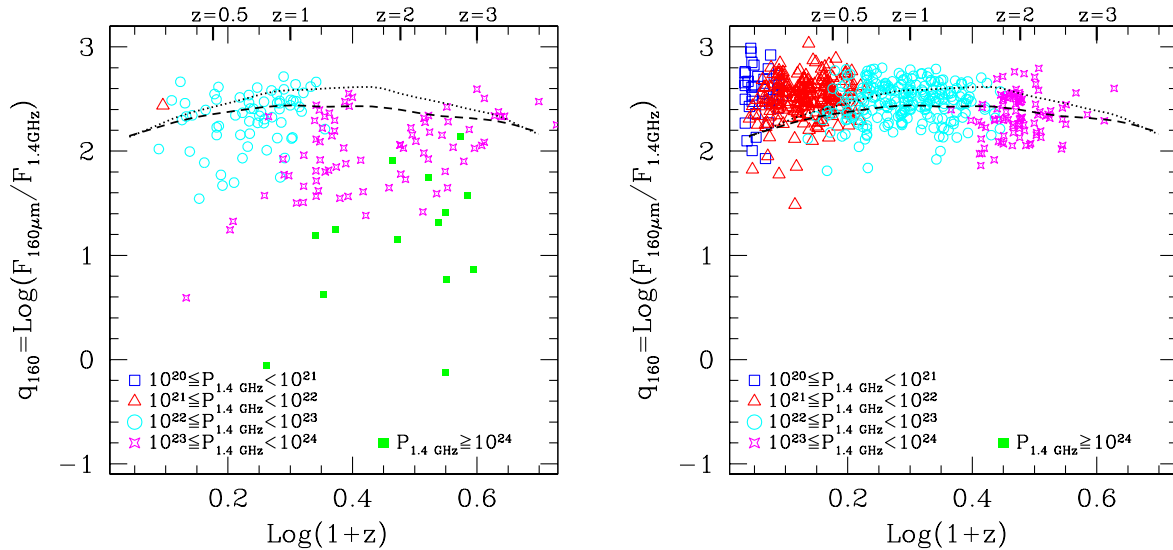 z=0.5 z=1 z=2 z=3
3
2
1
0
−1
q160=Log(F160μm/F1.4GHz)
10^20≦P1.4 GHz<10^21
10^21≦P1.4 GHz<10^22
10^22≦P1.4 GHz<10^23
10^23≦P1.4 GHz<10^24
P1.4 GHz≧10^24
0.2 0.4 0.6
Log(1+z)
z=0.5 z=1 z=2 z=3
3
2
1
0
−1
q160=Log(F160μm/F1.4GHz)
10^20≦P1.4 GHz<10^21
10^21≦P1.4 GHz<10^22
10^22≦P1.4 GHz<10^23
10^23≦P1.4 GHz<10^24
P1.4 GHz≧10^24
0.2 0.4 0.6
Log(1+z)